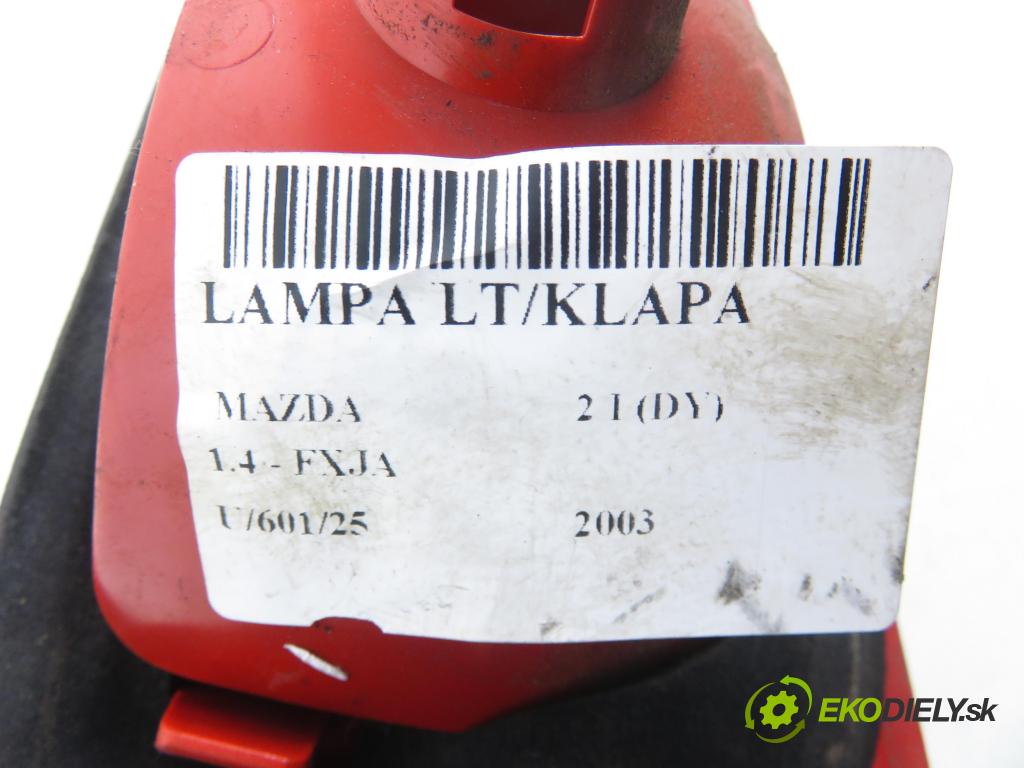 LAMPA LT/KLAPA
MAZDA 2 I (DY)
1.4 - FXJA
U/601/25 2003
EKODIELY.sk